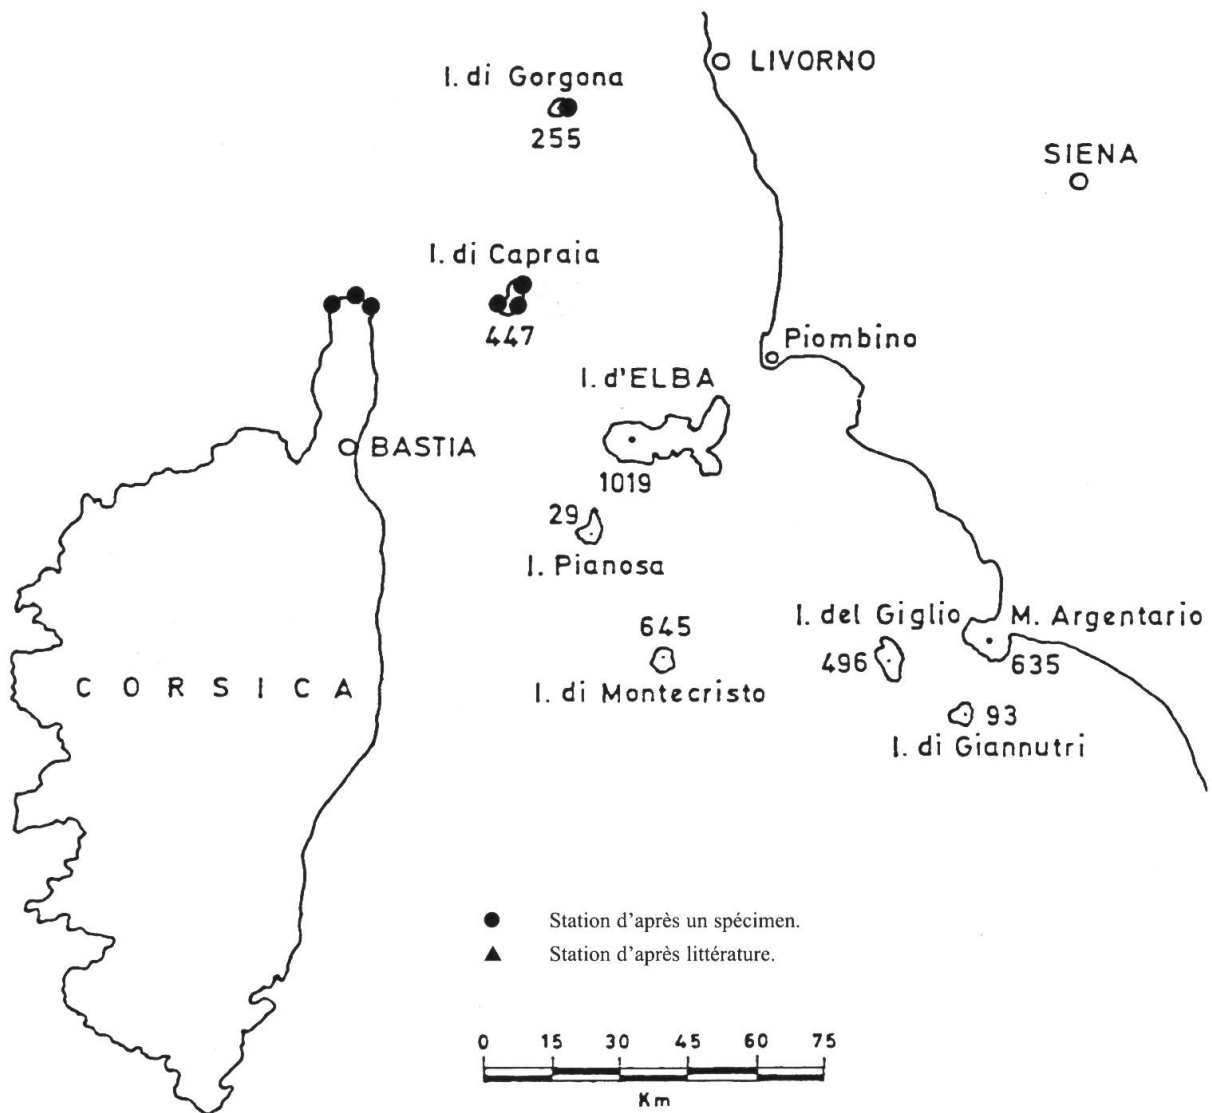 LIVORNO
I. di Gorgona
255
SIENA
I. di Capraia
447
Piombino
I. d'ELBA
BASTIA
1019
29
I. Pianosa
645
I. del Giglio
M. Argentario
496
635
CORSICA
I. di Montecristo
93
I. di Giannutri
Station d'après un spécimen.
Station d'après littérature.
0 15 30 45 60 75
Km